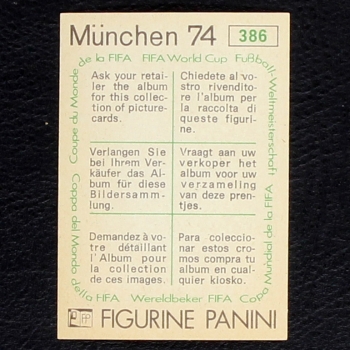 München 74 386
de la FIFA FIFA World Cup Fußball-Weltmeisterschaft
Coupe du Monde
Ask your retai-
ler the album
for this collec-
tion of picture-
cards.
Chiedete al vo-
stro rivenditore
l'album per
la raccolta di
queste figuri-
ne.
Verlangen Sie
bei Ihrem Ver-
käufer das Al-
bum für diese
Bildersamm-
lung.
Vraagt aan uw
verkoper het
album voor uw
verzameling
van deze pren-
tjes.
Demandez à vo-
tre détaillant
l'Album pour
la collection
de ces images.
Para coleccio-
nar estos cro-
mos compra tu
album en cual-
quier kiosko.
Coppa del Mondo
della FIFA Wereldbeker FIFA Copa Mundial de la FIFA
FP FIGURINE PANINI